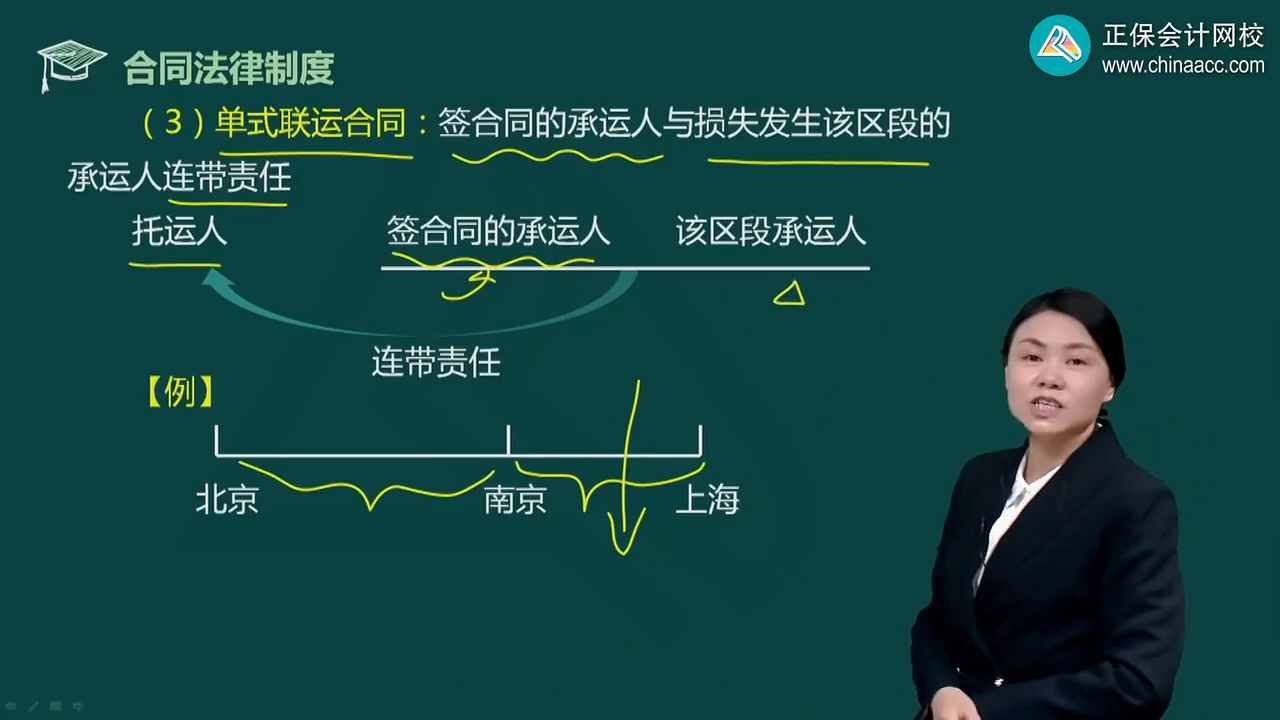 正保会计网校
www.chinaacc.com
合同法律制度
（3）单式联运合同：签合同的承运人与损失发生该区段的
承运人连带责任
托运人 签合同的承运人 该区段承运人
连带责任
【例】
北京 南京 上海